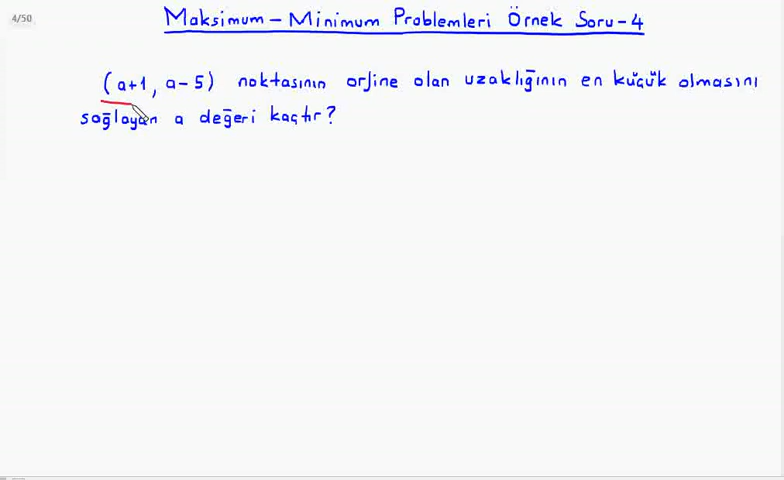 4/50
Maksimum - Minimum Problemleri Örnek Soru - 4
(a+1, a-5) noktasının orjine olan uzaklığının en küçük olmasını
sağlayan a değeri kaçtır?